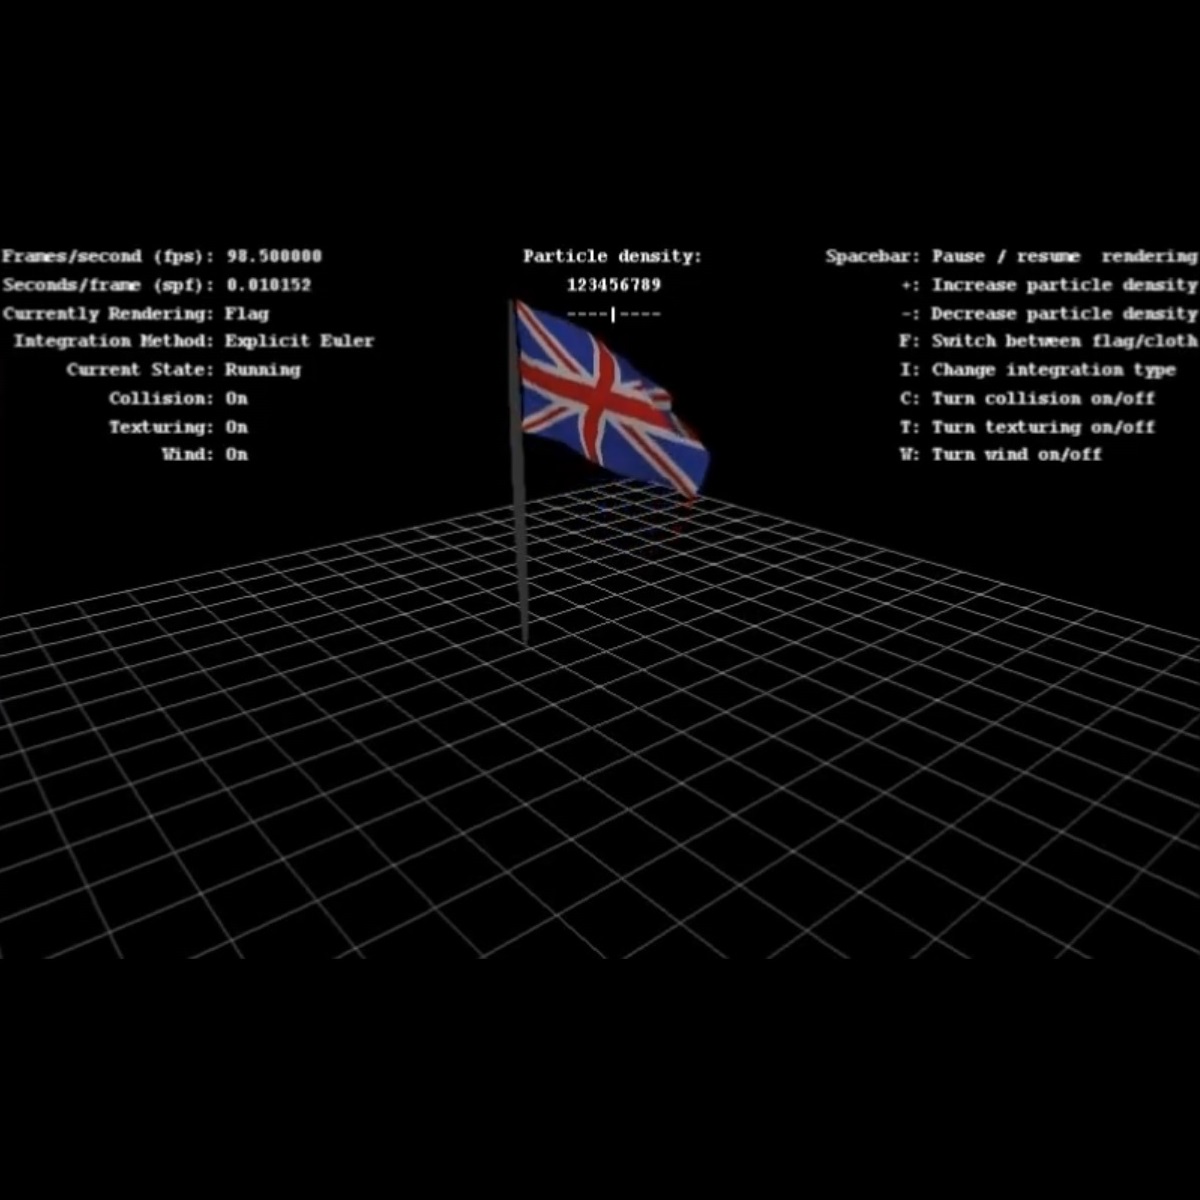 Frames/second (fps): 98.500000
Seconds/frame (spf): 0.010152
Currently Rendering: Flag
Integration Method: Explicit Euler
Current State: Running
Collision: On
Texturing: On
Wind: On
Particle density:
123456789
----|----
Spacebar: Pause / resume rendering
+: Increase particle density
-: Decrease particle density
F: Switch between flag/cloth
I: Change integration type
C: Turn collision on/off
T: Turn texturing on/off
W: Turn wind on/off